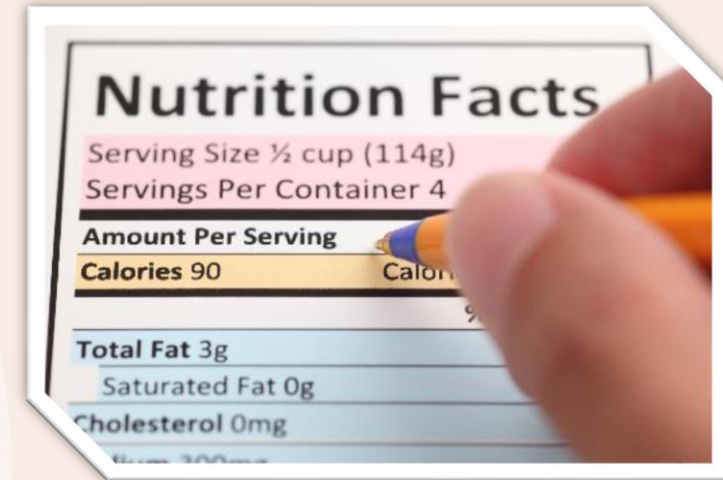 Nutrition Facts
Serving Size ½ cup (114g)
Servings Per Container 4
Amount Per Serving
Calories 90
Total Fat 3g
Saturated Fat 0g
Cholesterol 0mg
300mg